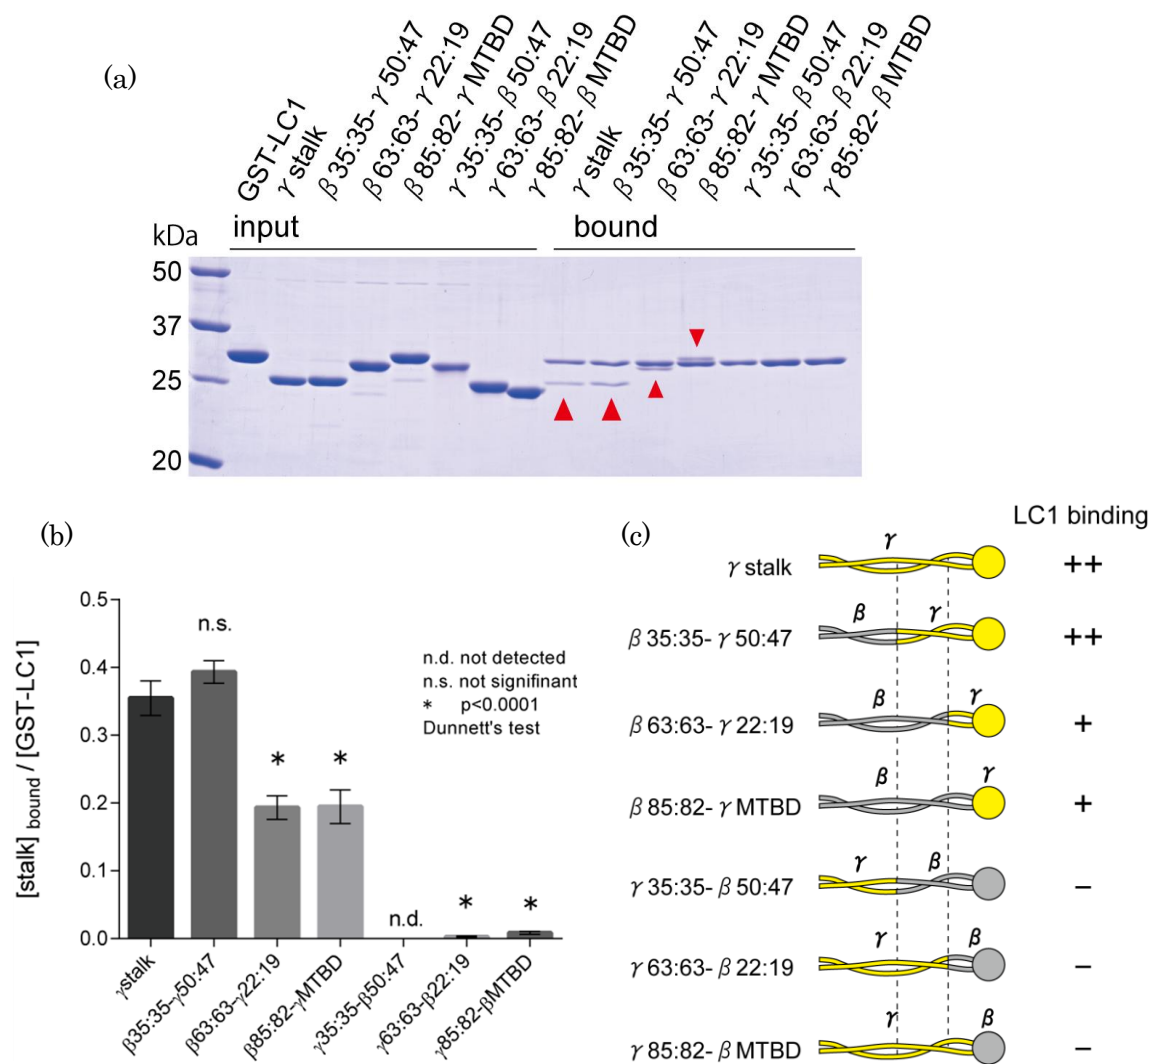 (a)
GST-LC1
γ stalk
β 35:35- γ 50:47
β 63:63- γ 22:19
β 85:82- γ MTBD
γ 35:35- β 50:47
γ 63:63- β 22:19
γ 85:82- β MTBD
γ stalk
β 35:35- γ 50:47
β 63:63- γ 22:19
β 85:82- γ MTBD
γ 35:35- β 50:47
γ 63:63- β 22:19
γ 85:82- β MTBD
kDa
input
bound
50
37
25
20
(b)
[stalk] bound / [GST-LC1]
0.5
0.4
0.3
0.2
0.1
0.0
n.s.
*
*
n.d.
*
*
n.d. not detected
n.s. not signifinant
* p<0.0001
Dunnett's test
γstalk
β35:35-γ50:47
β63:63-γ22:19
β85:82-γMTBD
γ35:35-β50:47
γ63:63-β22:19
γ85:82-βMTBD
(c)
LC1 binding
γ
γ stalk
++
β γ
β 35:35- γ 50:47
++
β γ
β 63:63- γ 22:19
+
β γ
β 85:82- γ MTBD
+
γ β
γ 35:35- β 50:47
−
γ β
γ 63:63- β 22:19
−
γ β
γ 85:82- β MTBD
−